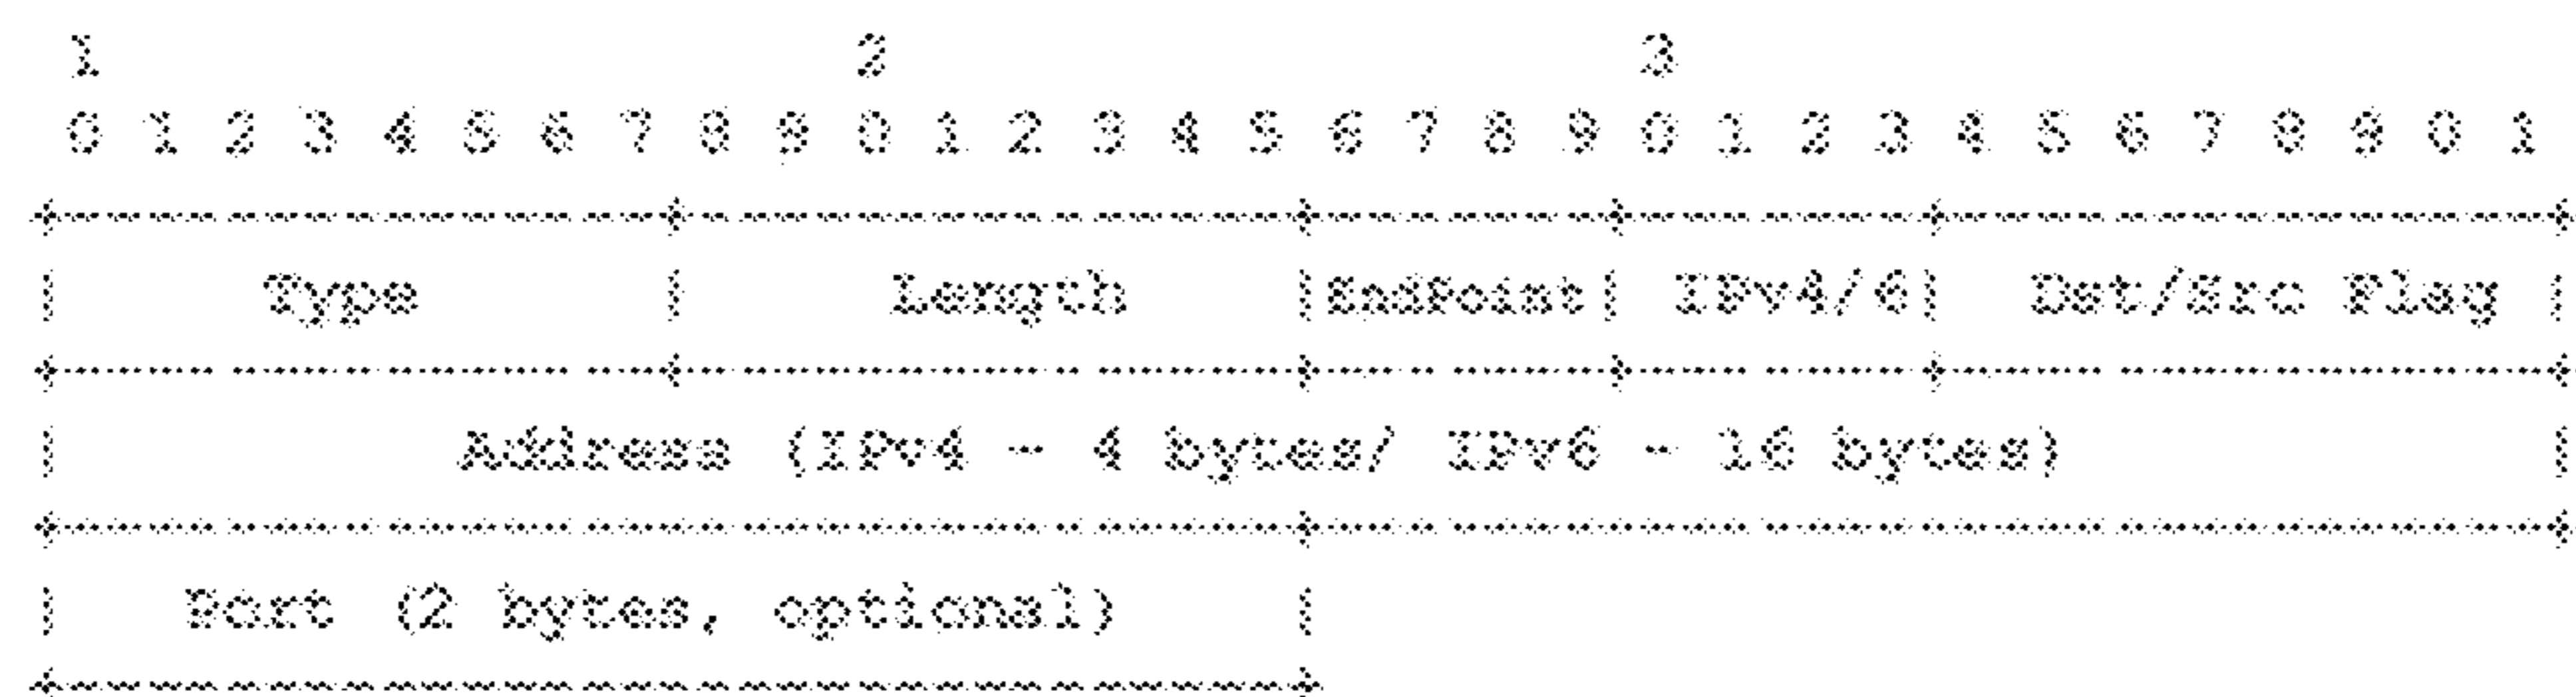 1 2 3
0 1 2 3 4 5 6 7 8 9 0 1 2 3 4 5 6 7 8 9 0 1 2 3 4 5 6 7 8 9 0 1
Type Length EndPoint IPv4/6 Dst/Src Flag
Address (IPv4 - 4 bytes/ IPv6 - 16 bytes)
Port (2 bytes, optional)